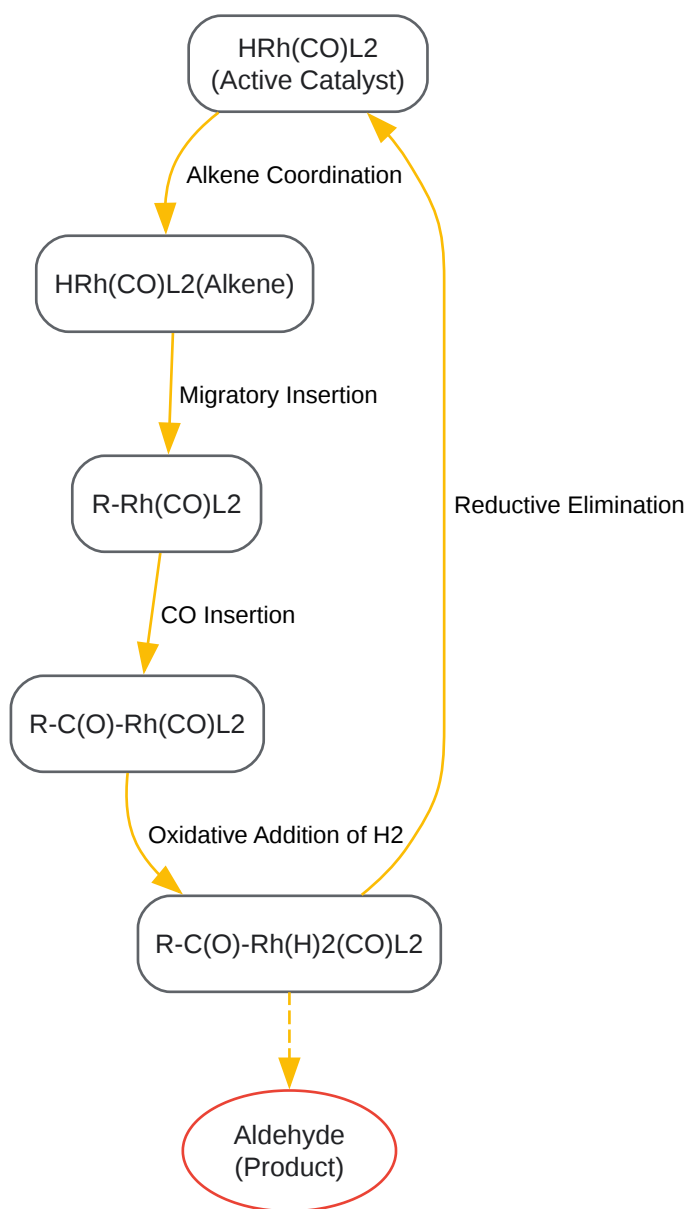 HRh(CO)L2
(Active Catalyst)
Alkene Coordination
HRh(CO)L2(Alkene)
Migratory Insertion
R-Rh(CO)L2
Reductive Elimination
CO Insertion
R-C(O)-Rh(CO)L2
Oxidative Addition of H2
R-C(O)-Rh(H)2(CO)L2
Aldehyde
(Product)